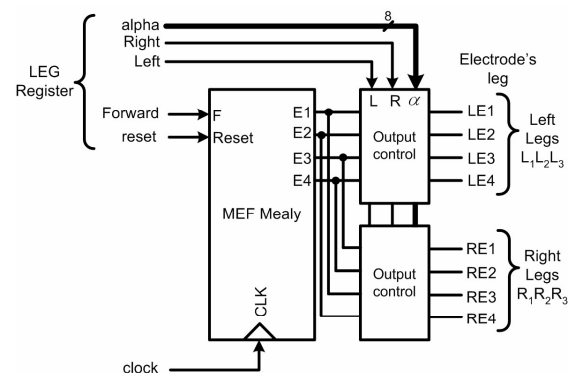 alpha
8
Right
Left
LEG
Register
Forward
reset
F
Reset
E1
E2
E3
E4
MEF Mealy
CLK
clock
L R α
Output
control
Output
control
Electrode's
leg
LE1
LE2
LE3
LE4
Left
Legs
L₁L₂L₃
RE1
RE2
RE3
RE4
Right
Legs
R₁R₂R₃